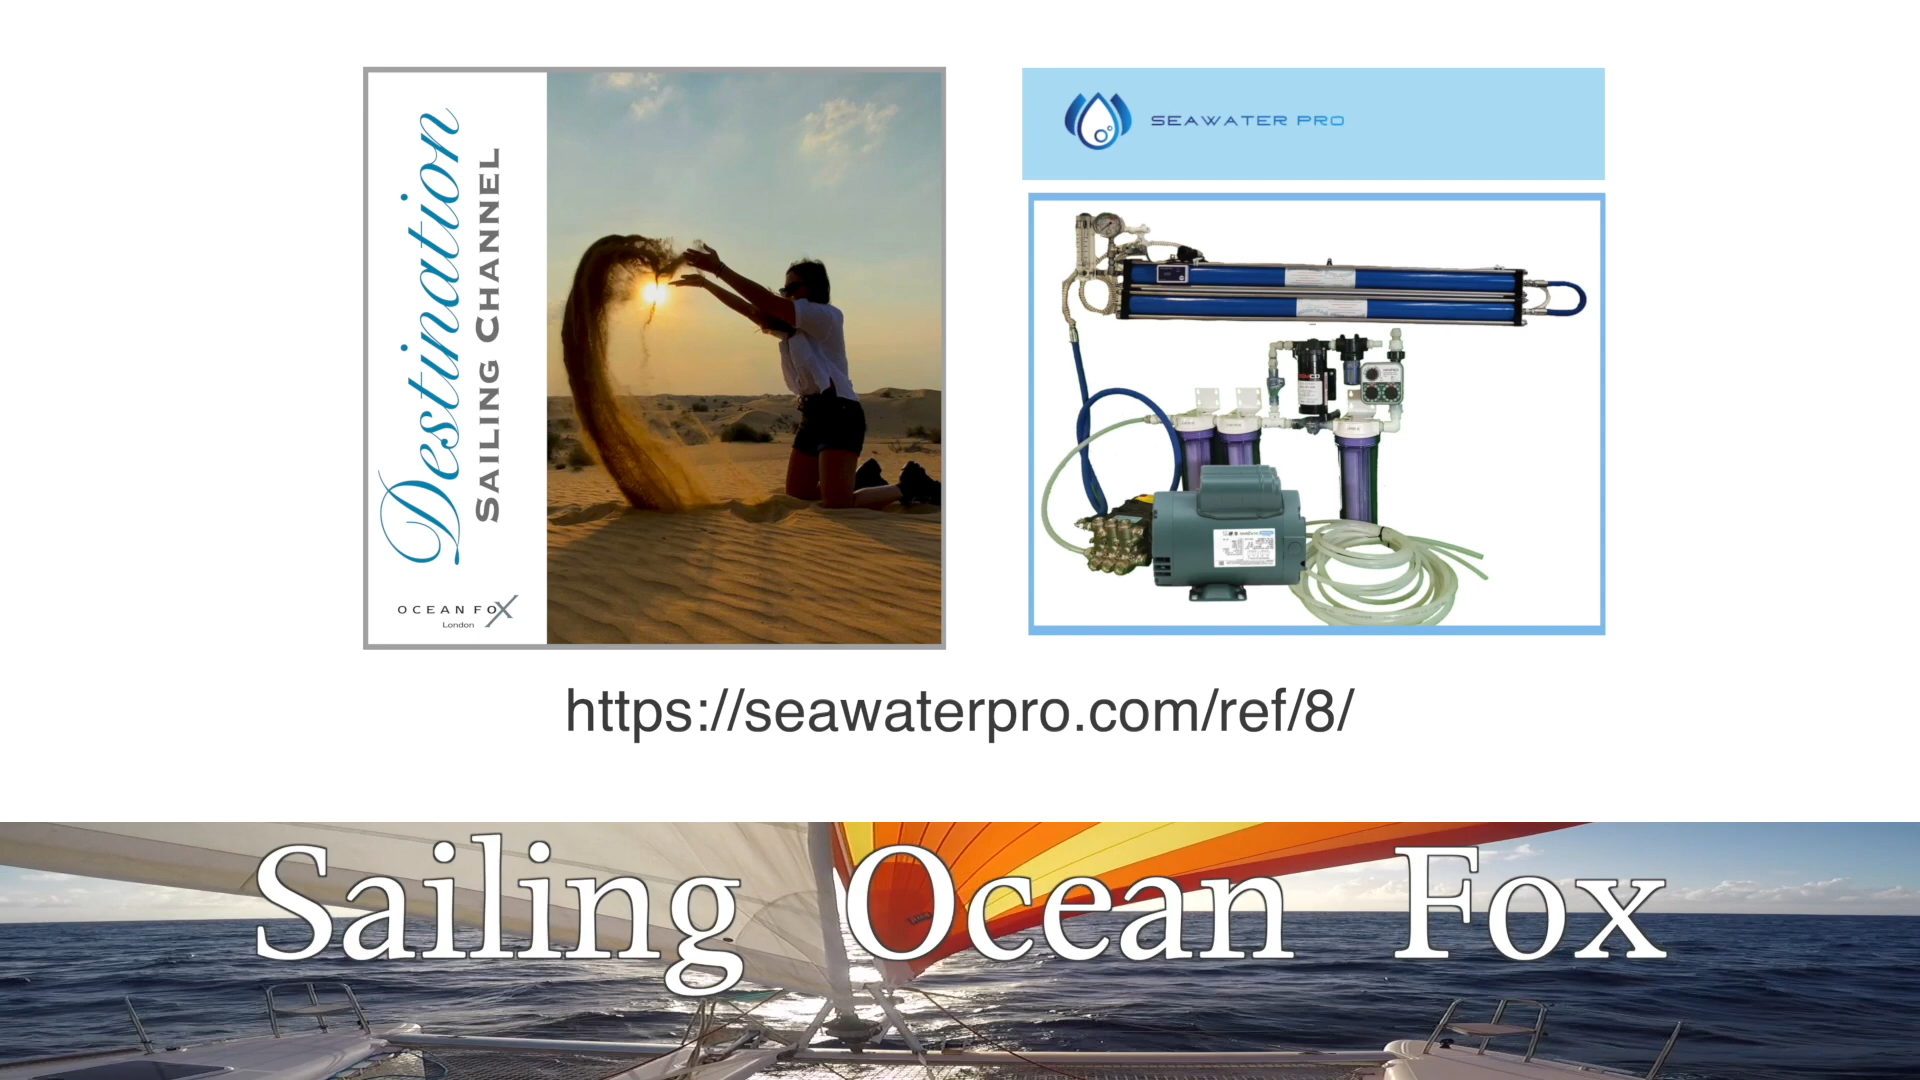 Destination
SAILING CHANNEL
OCEAN FOX
London
SEAWATER PRO
https://seawaterpro.com/ref/8/
Sailing Ocean Fox